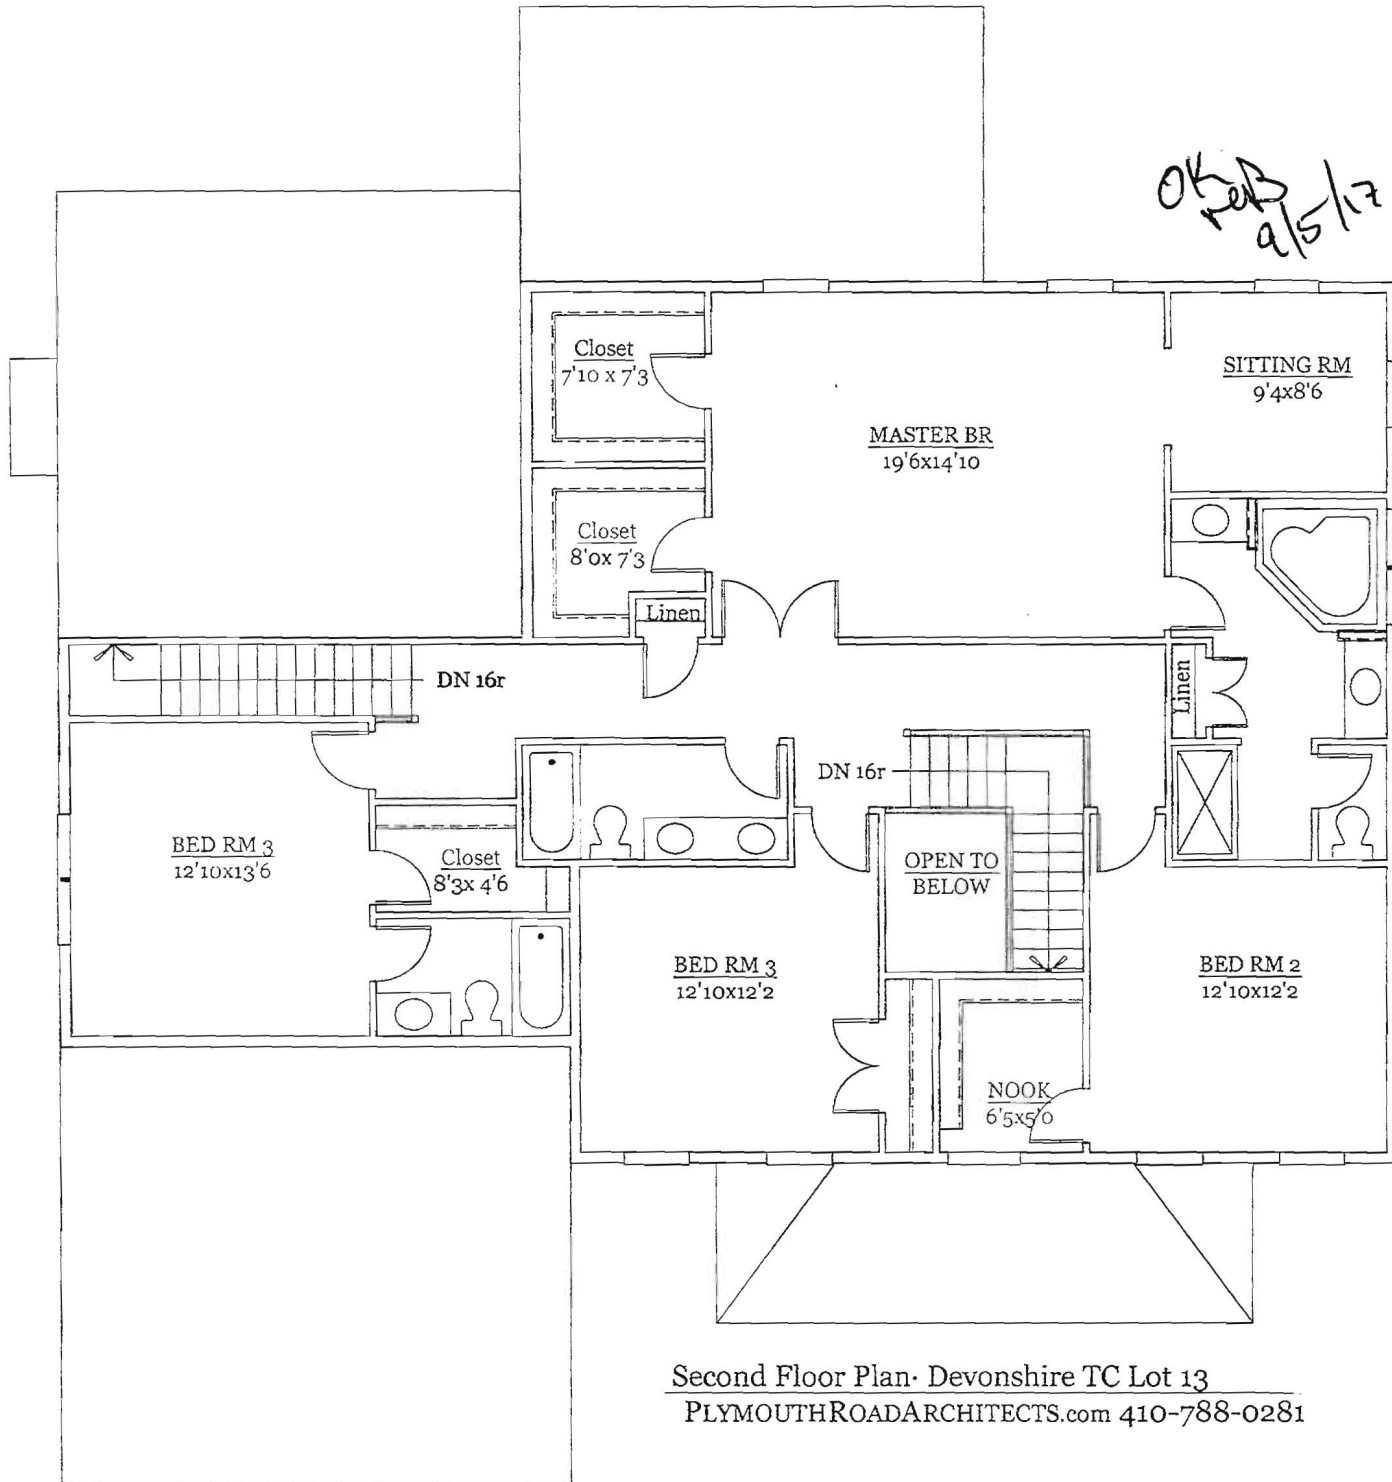 OK
9/5/17
Closet
7'10 x 7'3
MASTER BR
19'6x14'10
SITTING RM
9'4x8'6
Closet
8'0x 7'3
Linen
DN 16r
Linen
DN 16r
BED RM 3
12'10x13'6
Closet
8'3x 4'6
OPEN TO
BELOW
BED RM 3
12'10x12'2
BED RM 2
12'10x12'2
NOOK
6'5x5'0
Second Floor Plan· Devonshire TC Lot 13
PLYMOUTHROADARCHITECTS.com 410-788-0281